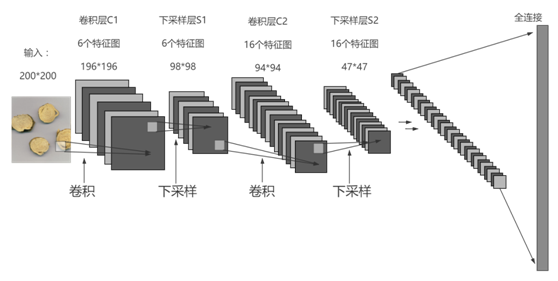 卷积层C1
下采样层S1
卷积层C2
下采样层S2
全连接
输入：
6个特征图
6个特征图
16个特征图
16个特征图
200*200
196*196
98*98
94*94
47*47
卷积
下采样
卷积
下采样